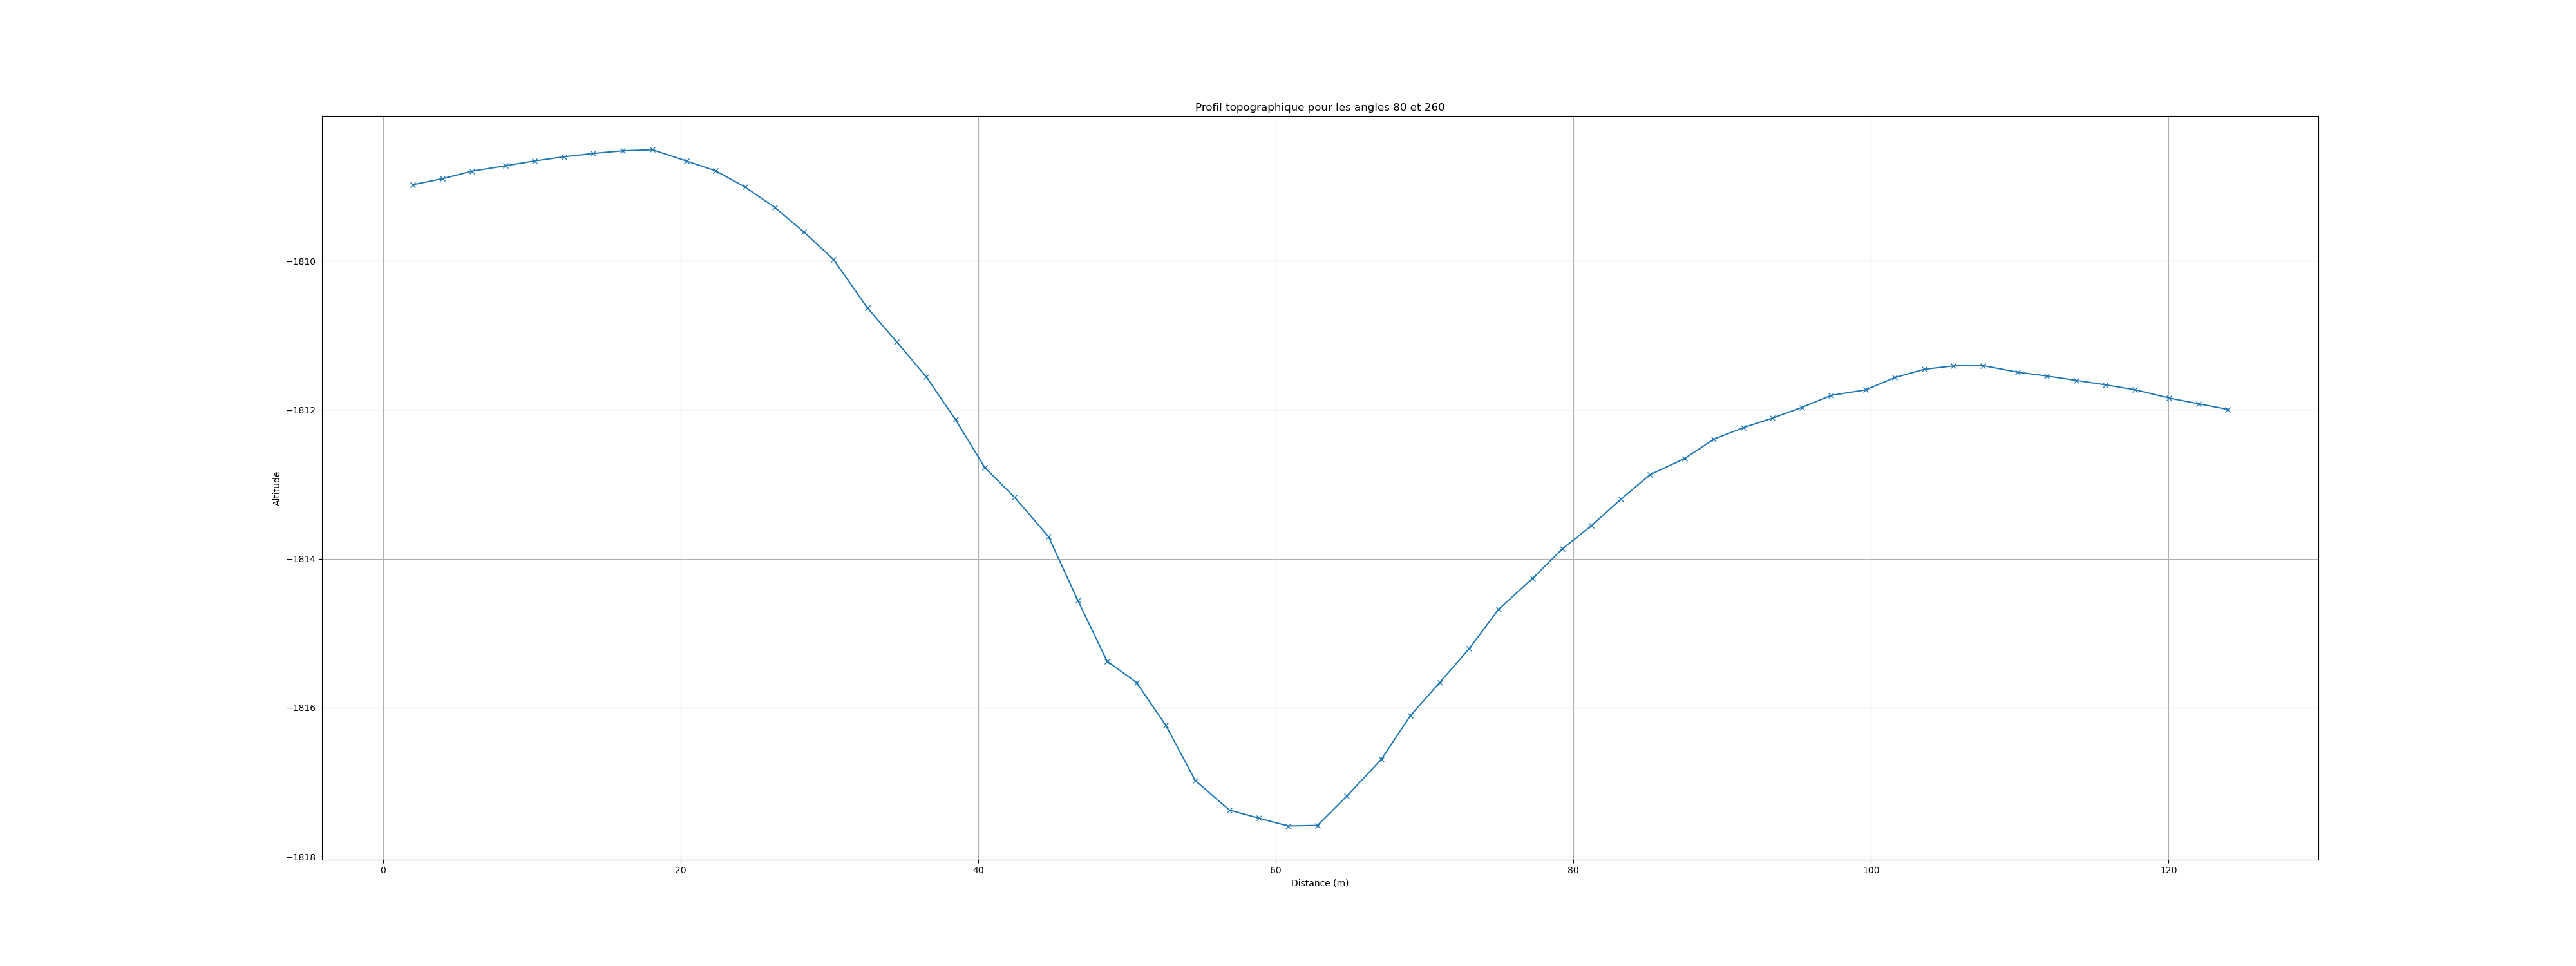 Profil topographique pour les angles 80 et 260
Altitude
−1810
−1812
−1814
−1816
−1818
0 20 40 60 80 100 120
Distance (m)